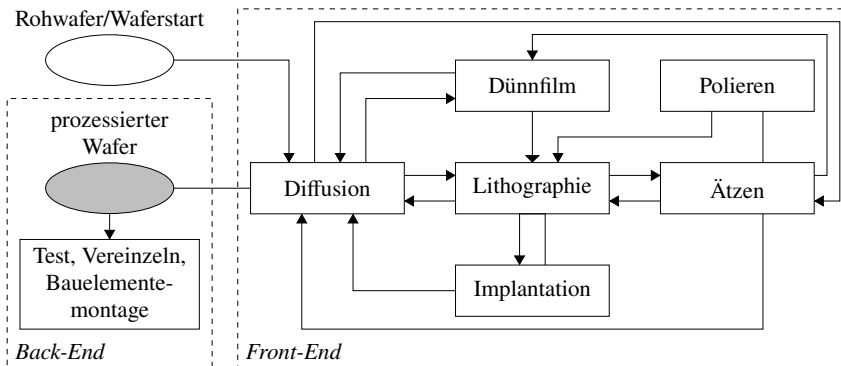 Rohwafer/Waferstart
prozessierter
Wafer
Test, Vereinzeln,
Bauelemente-
montage
Back-End
Dünnfilm
Polieren
Diffusion
Lithographie
Ätzen
Implantation
Front-End